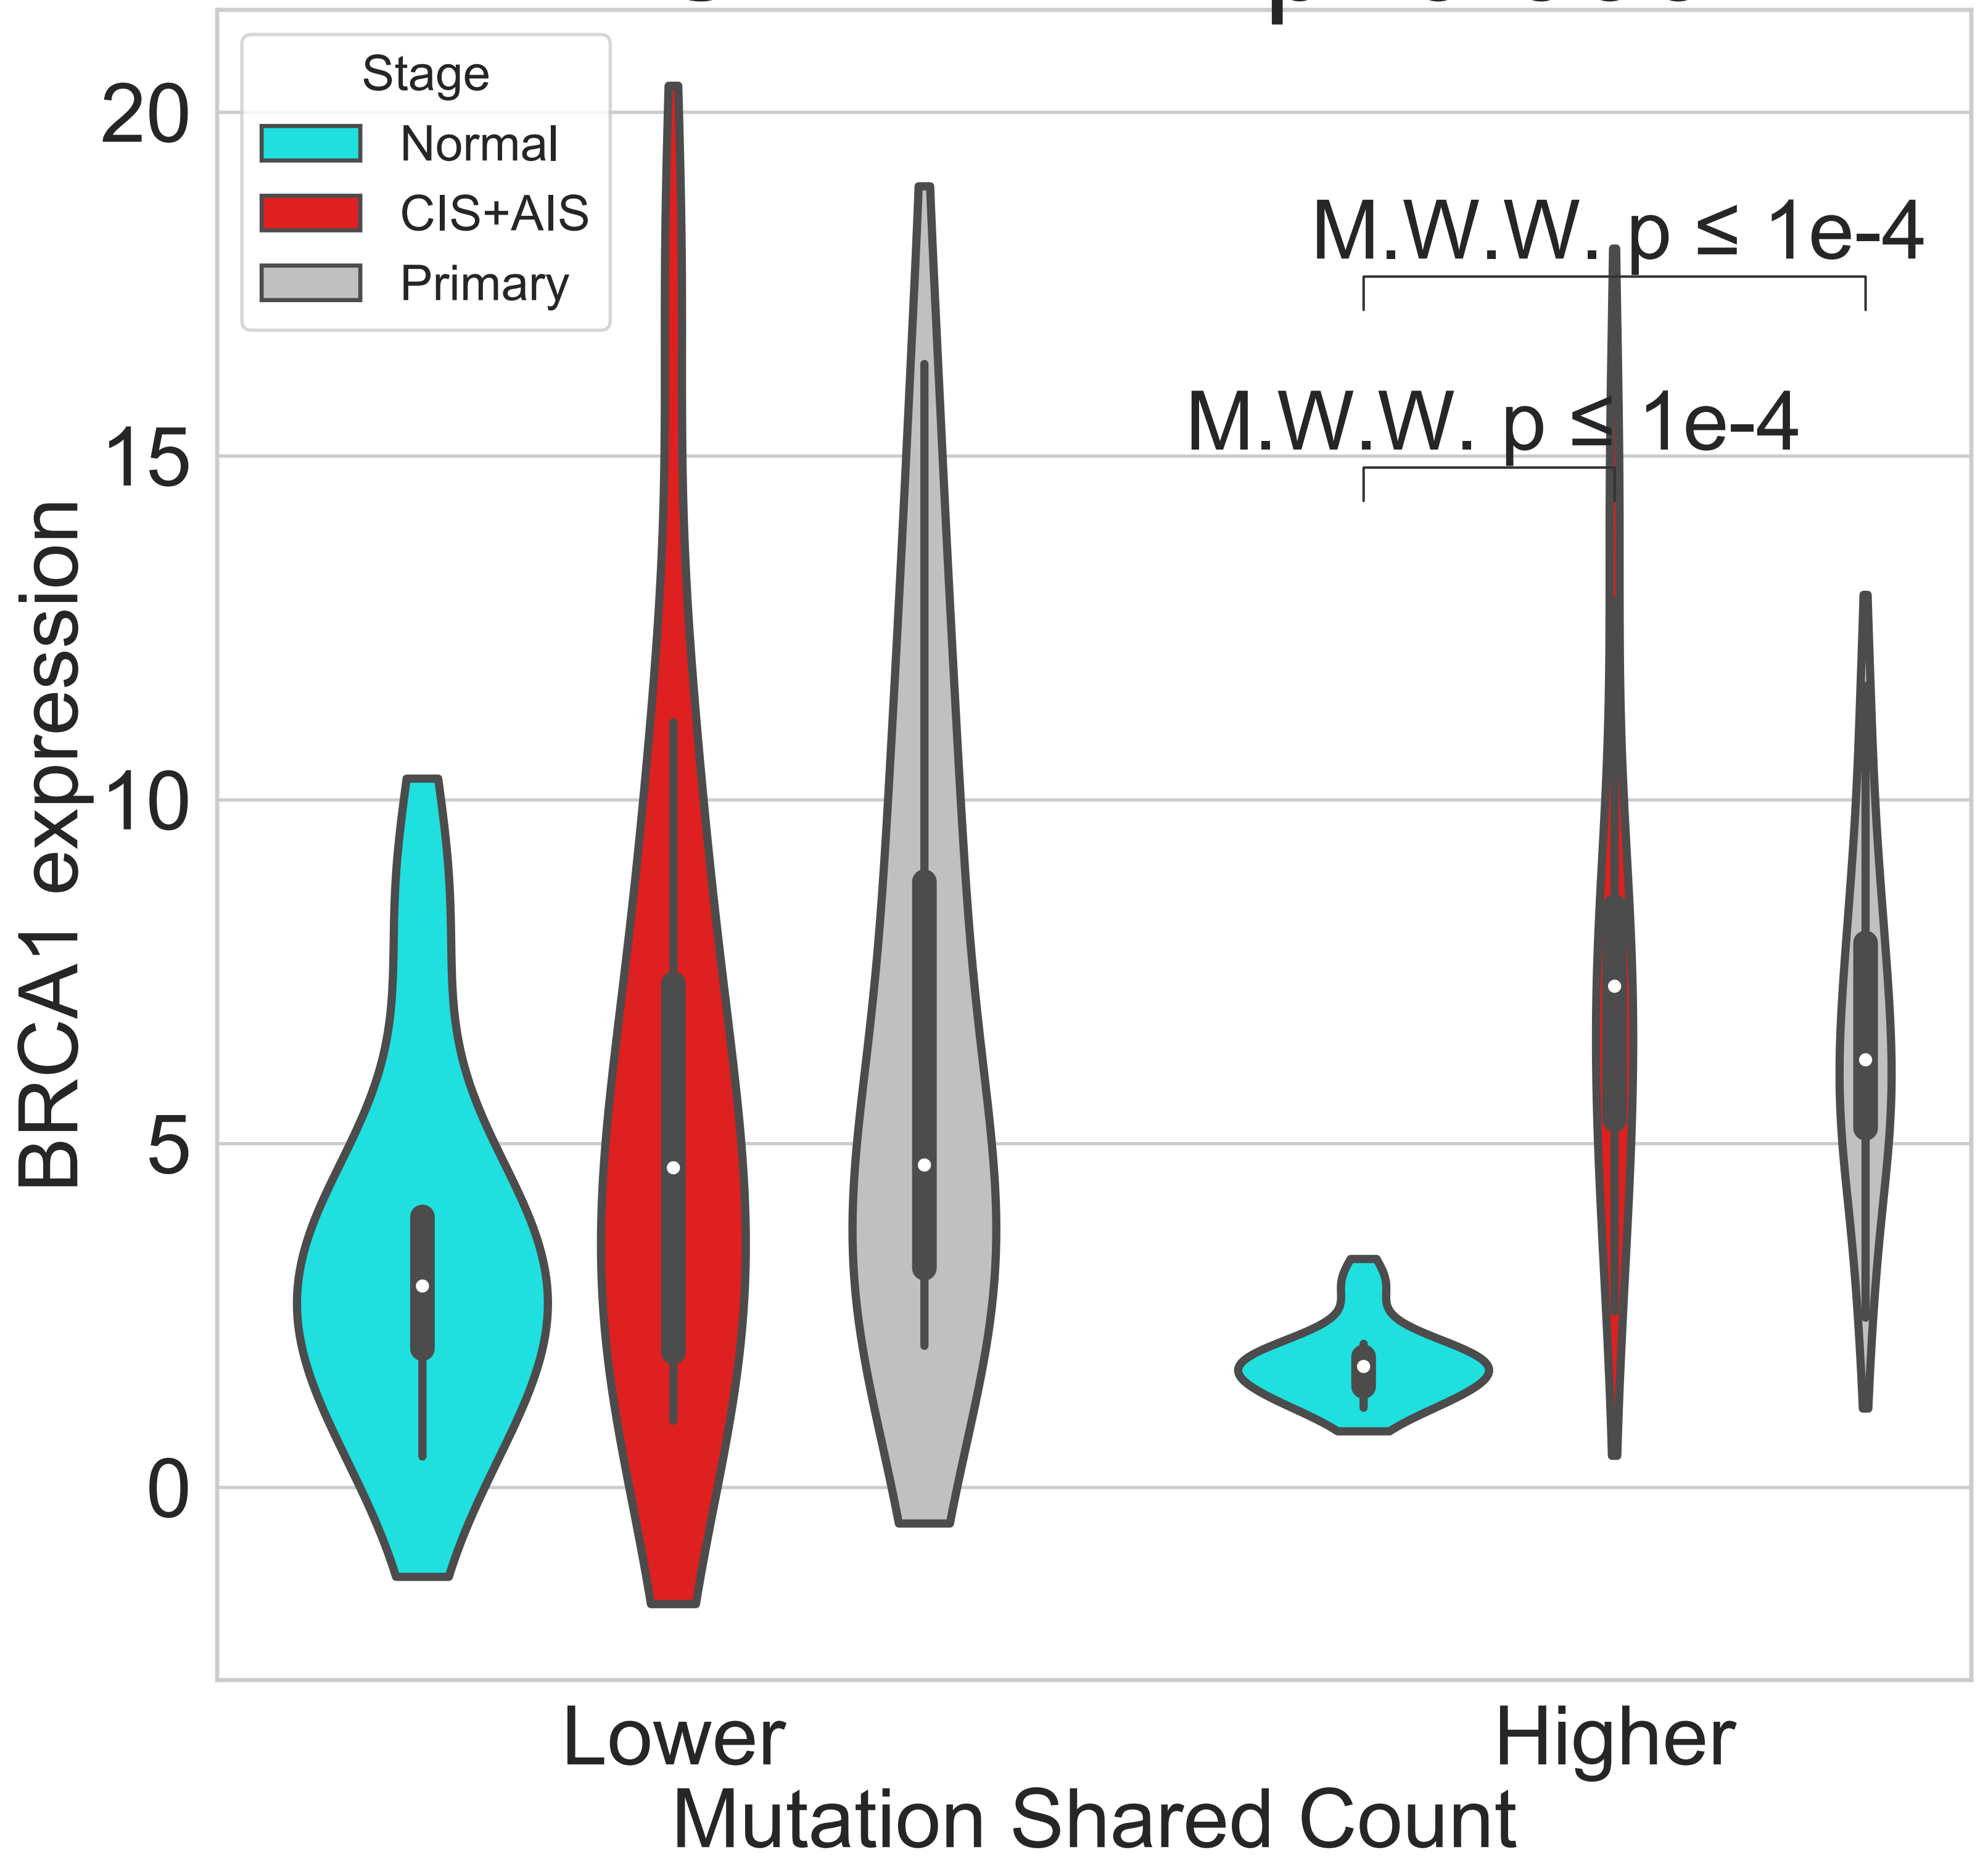 Stage
Normal
CIS+AIS
Primary
M.W.W. p ≤ 1e-4
M.W.W. p ≤ 1e-4
20
15
10
5
0
BRCA1 expression
Lower
Higher
Mutation Shared Count